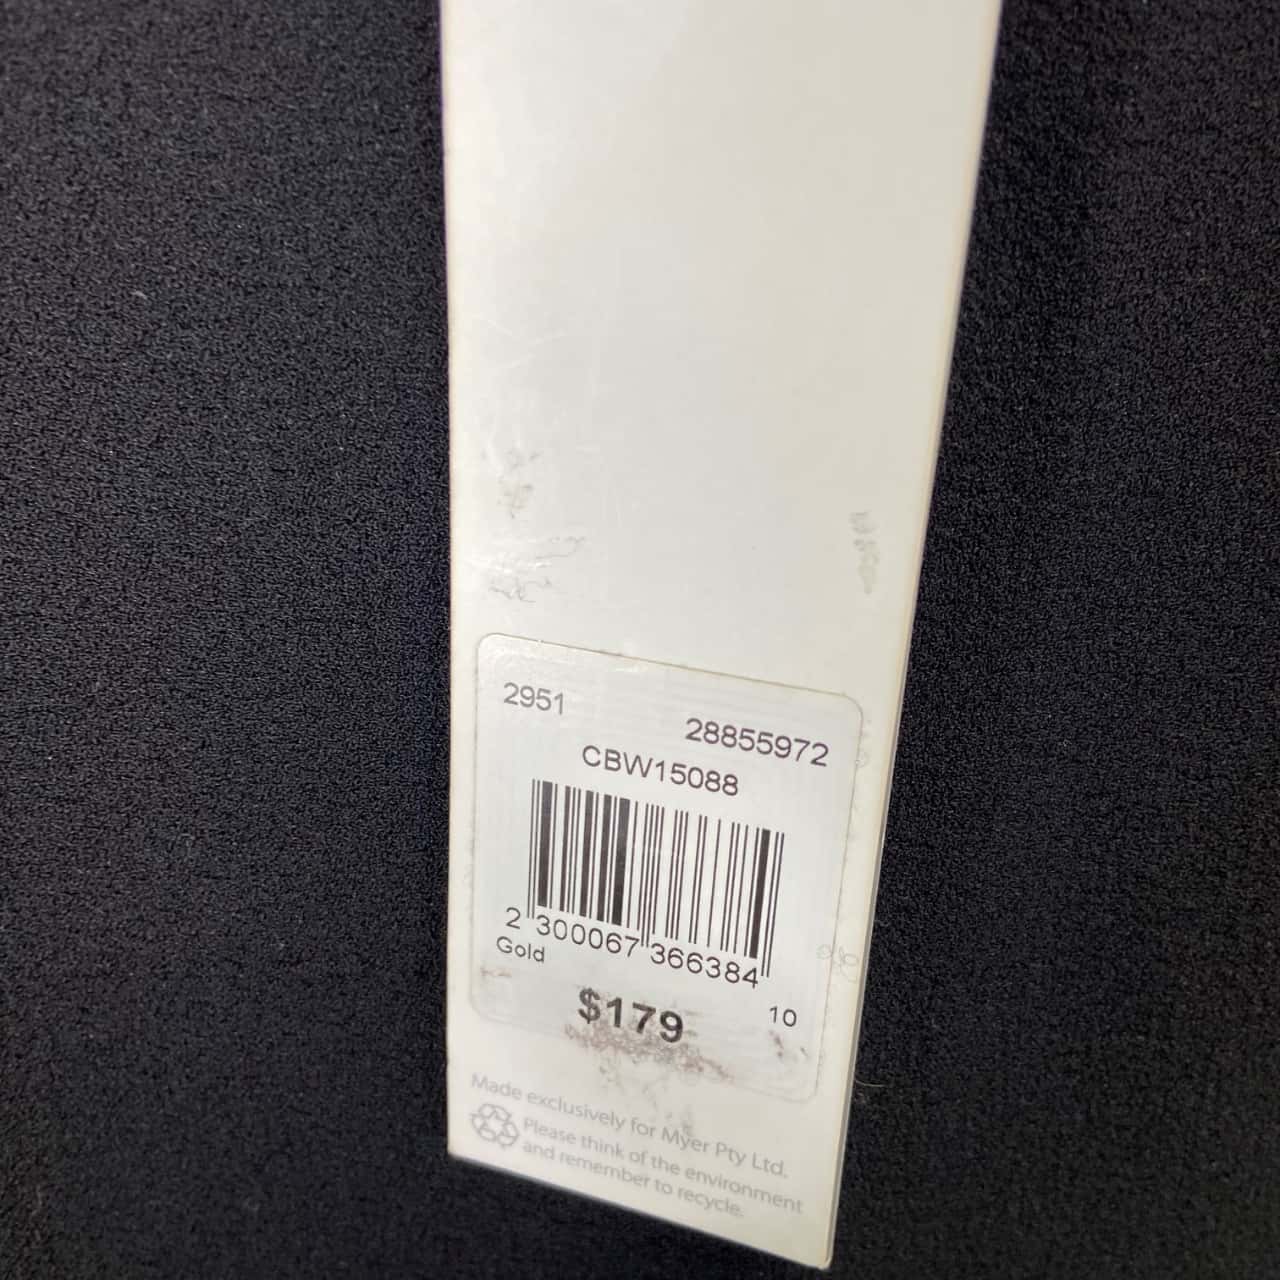 2951
28855972
CBW15088
2 300067 366384
Gold
10
$179
Made exclusively for Myer Pty Ltd.
Please think of the environment
and remember to recycle.